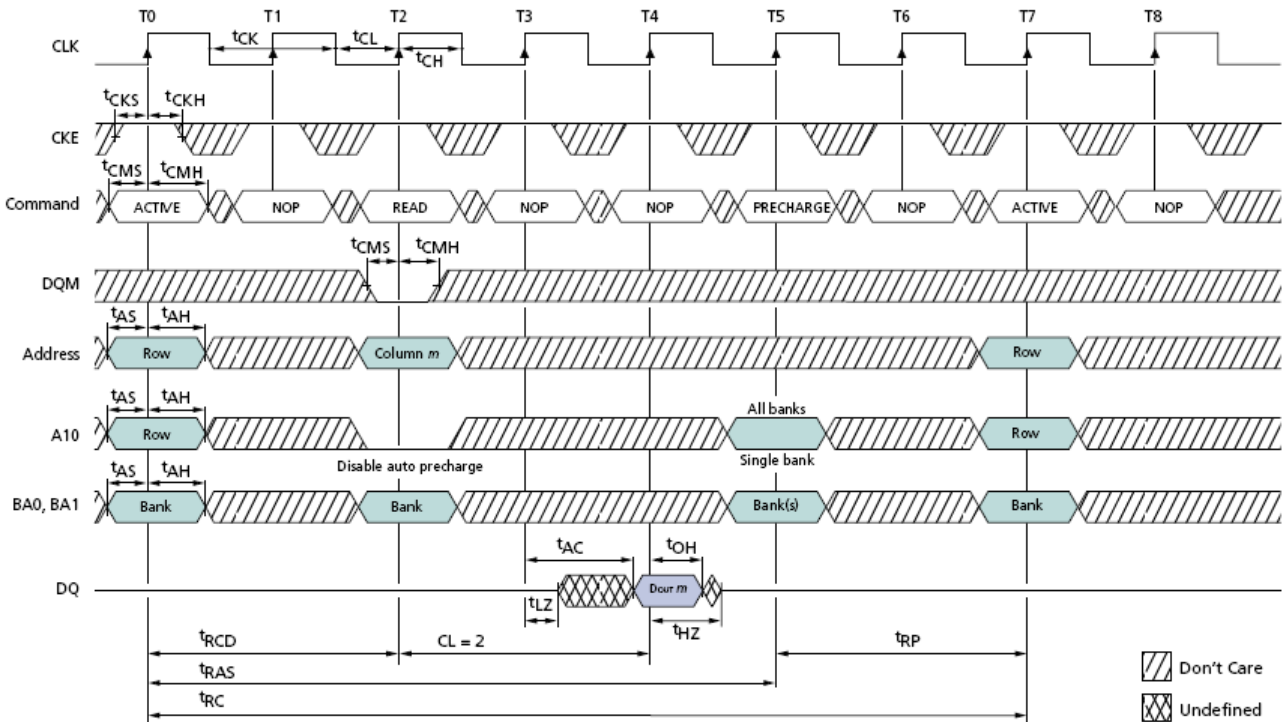 T0 T1 T2 T3 T4 T5 T6 T7 T8
CLK tCK tCL tCH
tCKS tCKH
CKE
tCMS tCMH
Command ACTIVE NOP READ NOP NOP PRECHARGE NOP ACTIVE NOP
tCMS tCMH
DQM
tAS tAH
Address Row Column m Row
tAS tAH All banks
A10 Row Row
Disable auto precharge Single bank
tAS tAH
BA0, BA1 Bank Bank Bank(s) Bank
tAC tOH
DQ DOUT m
tLZ tHZ
tRCD CL = 2 tRP
tRAS Don't Care
tRC Undefined